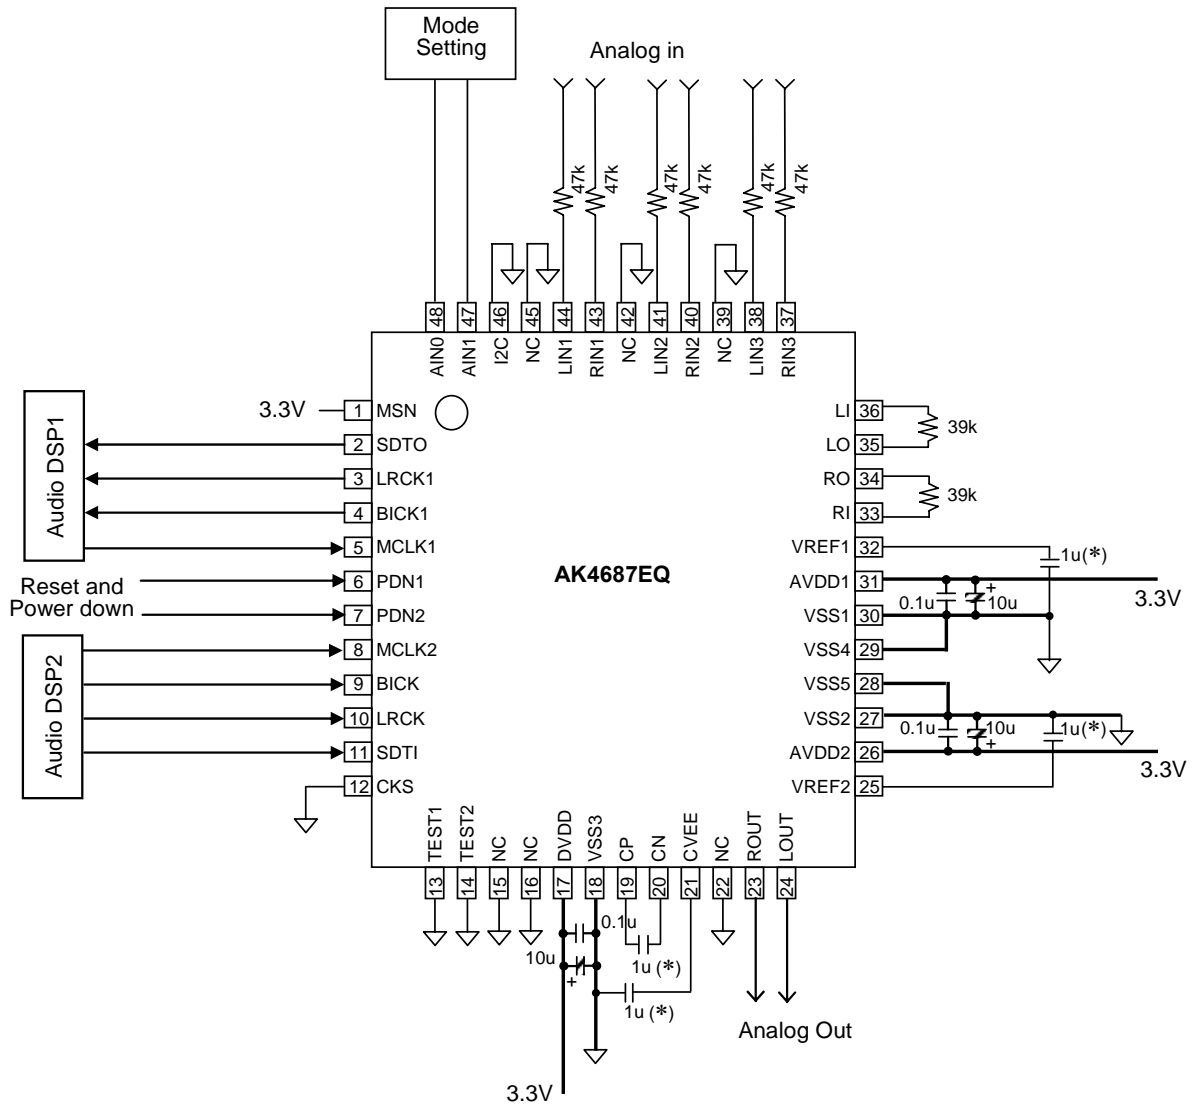 Mode
Setting
Analog in
47k
47k
47k
47k
47k
47k
48
47
46
45
44
43
42
41
40
39
38
37
AIN0
AIN1
I2C
NC
LIN1
RIN1
NC
LIN2
RIN2
NC
LIN3
RIN3
Audio DSP1
3.3V
1 MSN
2 SDTO
3 LRCK1
4 BICK1
5 MCLK1
Reset and
Power down
6 PDN1
7 PDN2
Audio DSP2
8 MCLK2
9 BICK
10 LRCK
11 SDTI
12 CKS
AK4687EQ
LI 36
LO 35
39k
RO 34
RI 33
39k
VREF1 32
1u(*)
AVDD1 31
0.1u
+
10u
3.3V
VSS1 30
VSS4 29
VSS5 28
VSS2 27
0.1u
10u
+
1u(*)
AVDD2 26
3.3V
VREF2 25
TEST1
TEST2
NC
NC
DVDD
VSS3
CP
CN
CVEE
NC
ROUT
LOUT
13
14
15
16
17
18
19
20
21
22
23
24
0.1u
10u
+
1u (*)
1u (*)
Analog Out
3.3V